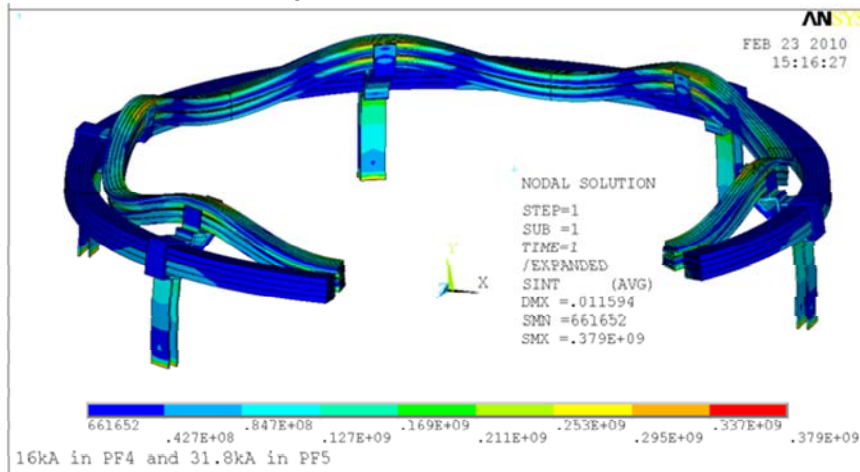 ANSYS
FEB 23 2010
15:16:27
NODAL SOLUTION
STEP=1
SUB =1
TIME=1
/EXPANDED
SINT (AVG)
DMX =.011594
SMN =661652
SMX =.379E+09
Y
Z X
661652 .847E+08 .169E+09 .253E+09 .337E+09
.427E+08 .127E+09 .211E+09 .295E+09 .379E+09
16kA in PF4 and 31.8kA in PF5